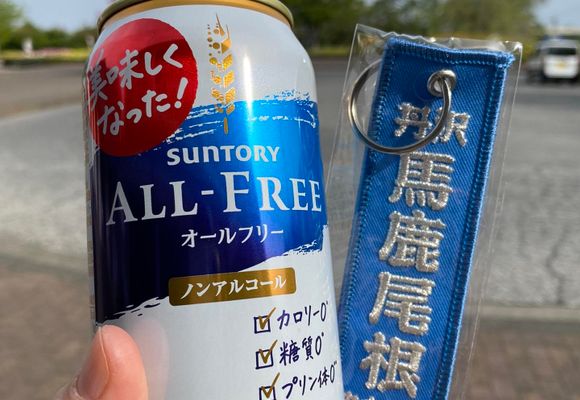 美味しく
なった!
SUNTORY
ALL-FREE
オールフリー
ノンアルコール
カロリー0
糖質0
プリン体0
丹沢
馬鹿尾根